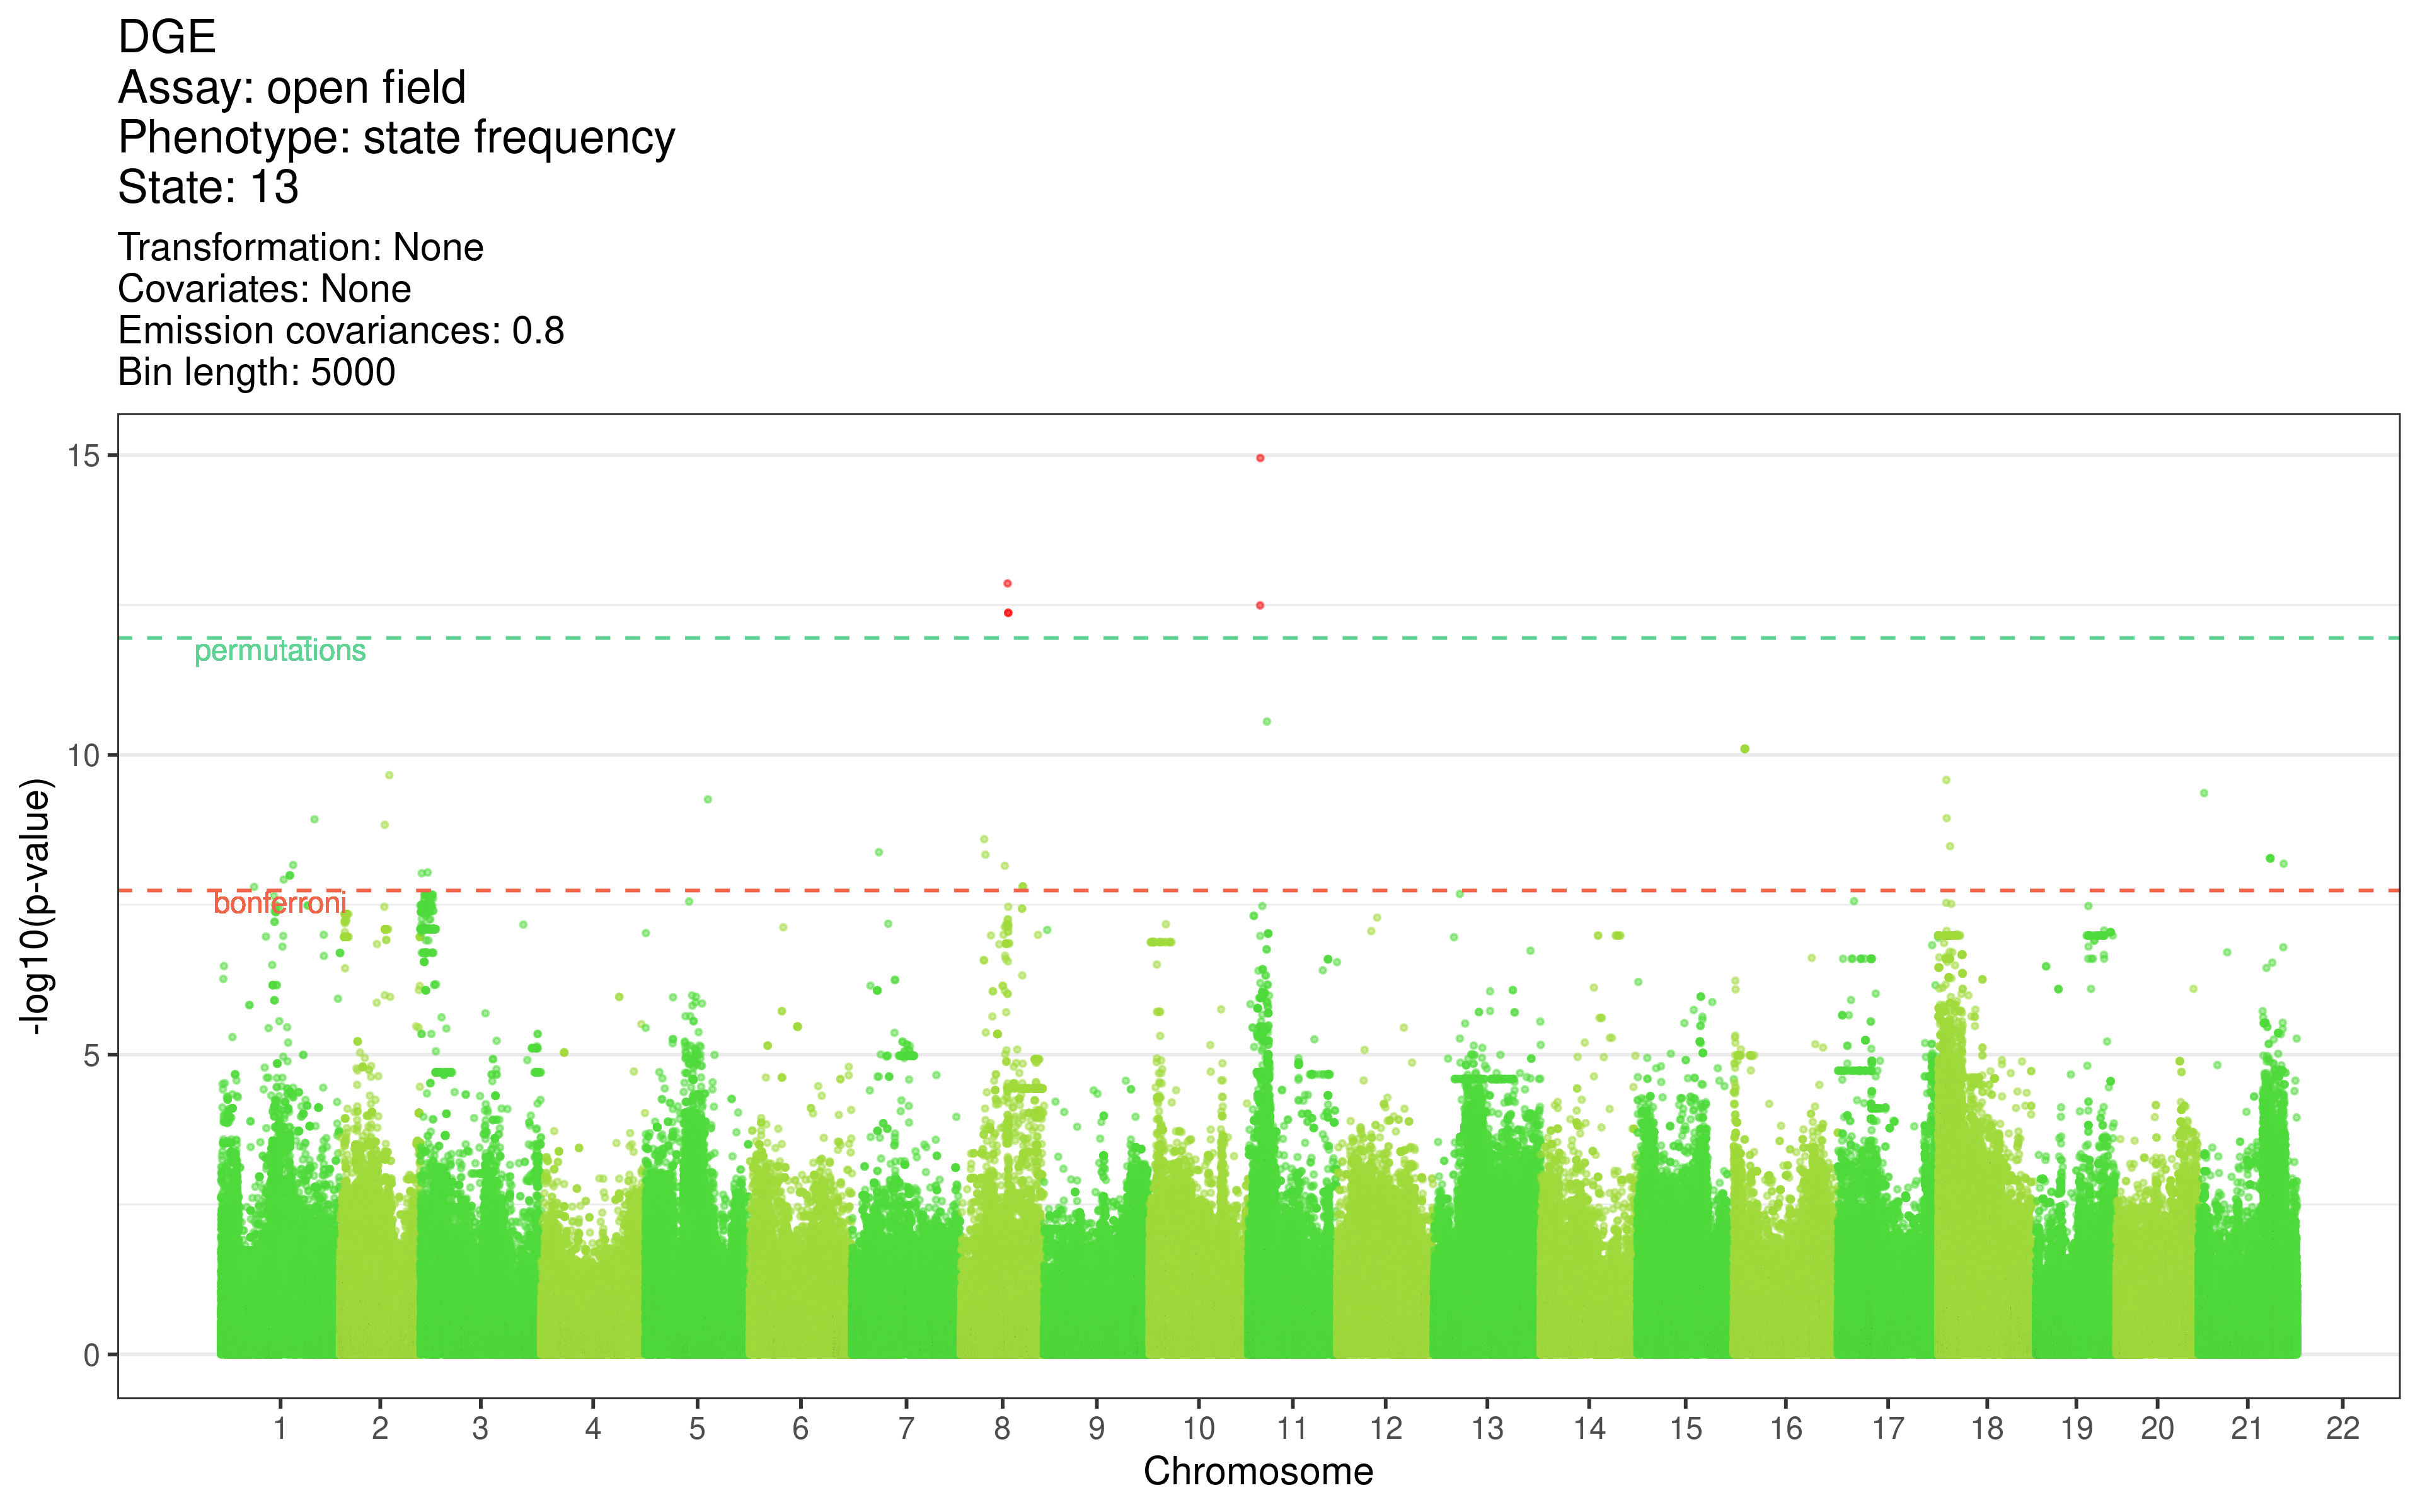 DGE
Assay: open field
Phenotype: state frequency
State: 13
Transformation: None
Covariates: None
Emission covariances: 0.8
Bin length: 5000
15
permutations
10
bonferroni
5
0
-log10(p-value)
1 2 3 4 5 6 7 8 9 10 11 12 13 14 15 16 17 18 19 20 21 22
Chromosome